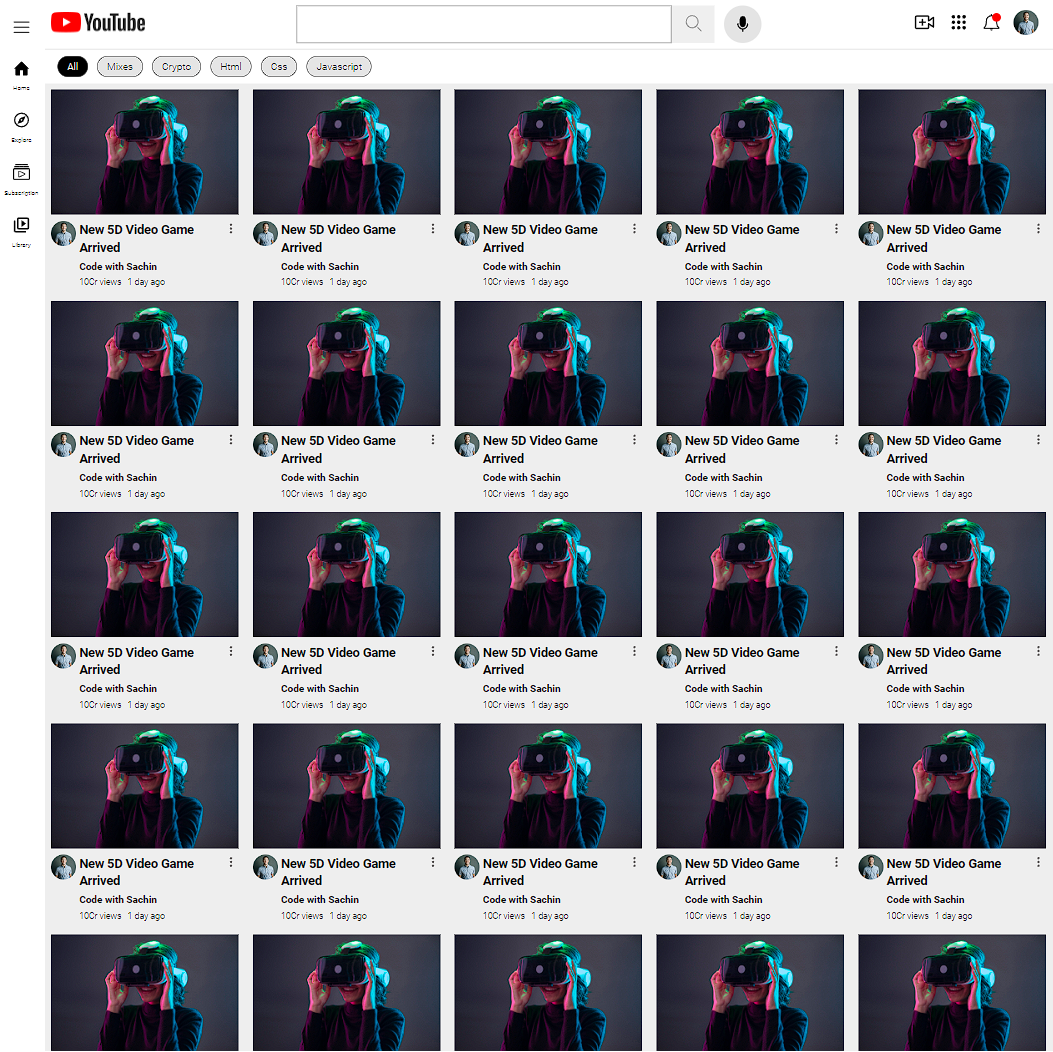 YouTube
All Mixes Crypto Html Css Javascript
Home
Explore
Subscription
Library
New 5D Video Game New 5D Video Game New 5D Video Game New 5D Video Game New 5D Video Game
Arrived Arrived Arrived Arrived Arrived
Code with Sachin Code with Sachin Code with Sachin Code with Sachin Code with Sachin
10Cr views 1 day ago 10Cr views 1 day ago 10Cr views 1 day ago 10Cr views 1 day ago 10Cr views 1 day ago
New 5D Video Game New 5D Video Game New 5D Video Game New 5D Video Game New 5D Video Game
Arrived Arrived Arrived Arrived Arrived
Code with Sachin Code with Sachin Code with Sachin Code with Sachin Code with Sachin
10Cr views 1 day ago 10Cr views 1 day ago 10Cr views 1 day ago 10Cr views 1 day ago 10Cr views 1 day ago
New 5D Video Game New 5D Video Game New 5D Video Game New 5D Video Game New 5D Video Game
Arrived Arrived Arrived Arrived Arrived
Code with Sachin Code with Sachin Code with Sachin Code with Sachin Code with Sachin
10Cr views 1 day ago 10Cr views 1 day ago 10Cr views 1 day ago 10Cr views 1 day ago 10Cr views 1 day ago
New 5D Video Game New 5D Video Game New 5D Video Game New 5D Video Game New 5D Video Game
Arrived Arrived Arrived Arrived Arrived
Code with Sachin Code with Sachin Code with Sachin Code with Sachin Code with Sachin
10Cr views 1 day ago 10Cr views 1 day ago 10Cr views 1 day ago 10Cr views 1 day ago 10Cr views 1 day ago